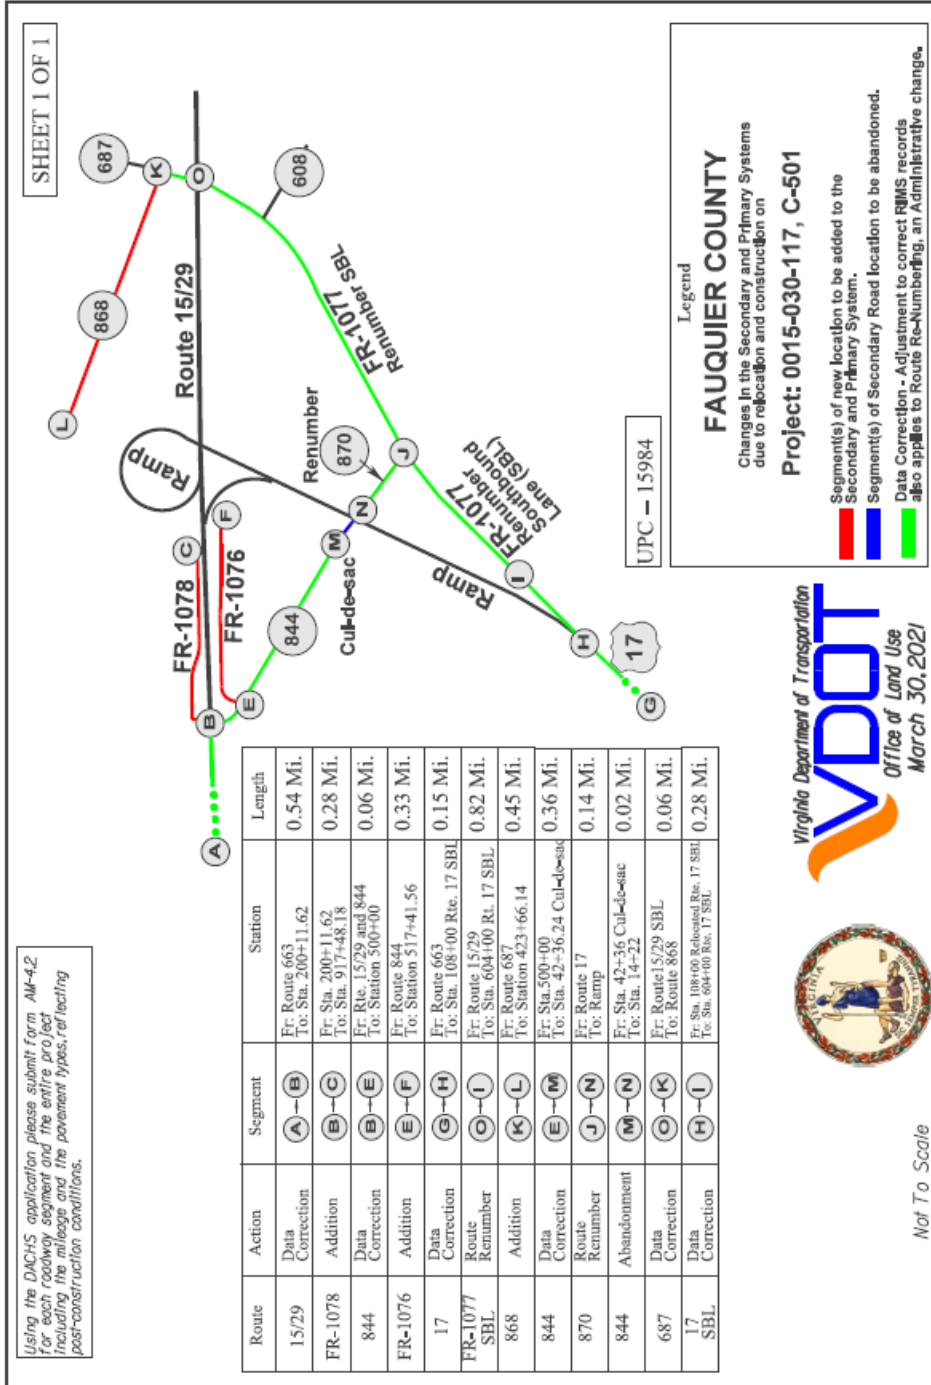 Using the DACHS application please submit form AM-4.2
for each roadway segment and the entire project
including the mileage and the pavement types, reflecting
post-construction conditions.
SHEET 1 OF 1
Route Action Segment Station Length
15/29 Data Correction A B Fr: Route 663 To: Sta. 200+11.62 0.54 Mi.
FR-1078 Addition B C Fr: Sta. 200+11.62 To: Sta. 917+48.18 0.28 Mi.
844 Data Correction B E Fr: Rte. 15/29 and 844 To: Station 500+00 0.06 Mi.
FR-1076 Addition E F Fr: Route 844 To: Station 517+41.56 0.33 Mi.
17 Data Correction G H Fr: Route 663 To: Sta. 108+00 Rte. 17 SBL 0.15 Mi.
FR-1077 SBL Route Renumber O I Fr: Route 15/29 To: Sta. 604+00 Rt. 17 SBL 0.82 Mi.
868 Addition K L Fr: Route 687 To: Station 423+66.14 0.45 Mi.
844 Data Correction E M Fr: Sta.500+00 To: Sta. 42+36.24 Cul-de-sac 0.36 Mi.
870 Route Renumber J N Fr: Route 17 To: Ramp 0.14 Mi.
844 Abandonment M N Fr: Sta. 42+36 Cul-de-sac To: Sta. 14+22 0.02 Mi.
687 Data Correction O K Fr: Route15/29 SBL To: Route 868 0.06 Mi.
17 SBL Data Correction H I Fr: Sta. 108+00 Relocated Rte. 17 SBL To: Sta. 604+00 Rte. 17 SBL 0.28 Mi.
L
868
K
687
O
Route 15/29
608
Ramp
C
F
FR-1078
FR-1076
B
A
E
844
M
N
Cul-de-sac
870
Renumber
J
FR-1077
Renumber SBL
FR-1077
Renumber
Southbound
Lane (SBL)
Ramp
I
H
17
G
UPC – 15984
Legend
FAUQUIER COUNTY
Changes in the Secondary and Primary Systems
due to relocation and construction on
Project: 0015-030-117, C-501
Segment(s) of new location to be added to the
Secondary and Primary System.
Segment(s) of Secondary Road location to be abandoned.
Data Correction - Adjustment to correct RIMS records
also applies to Route Re-Numbering, an Administrative change.
Not To Scale
VIRGINIA
Virginia Department of Transportation
VDOT
Office of Land Use
March 30, 2021